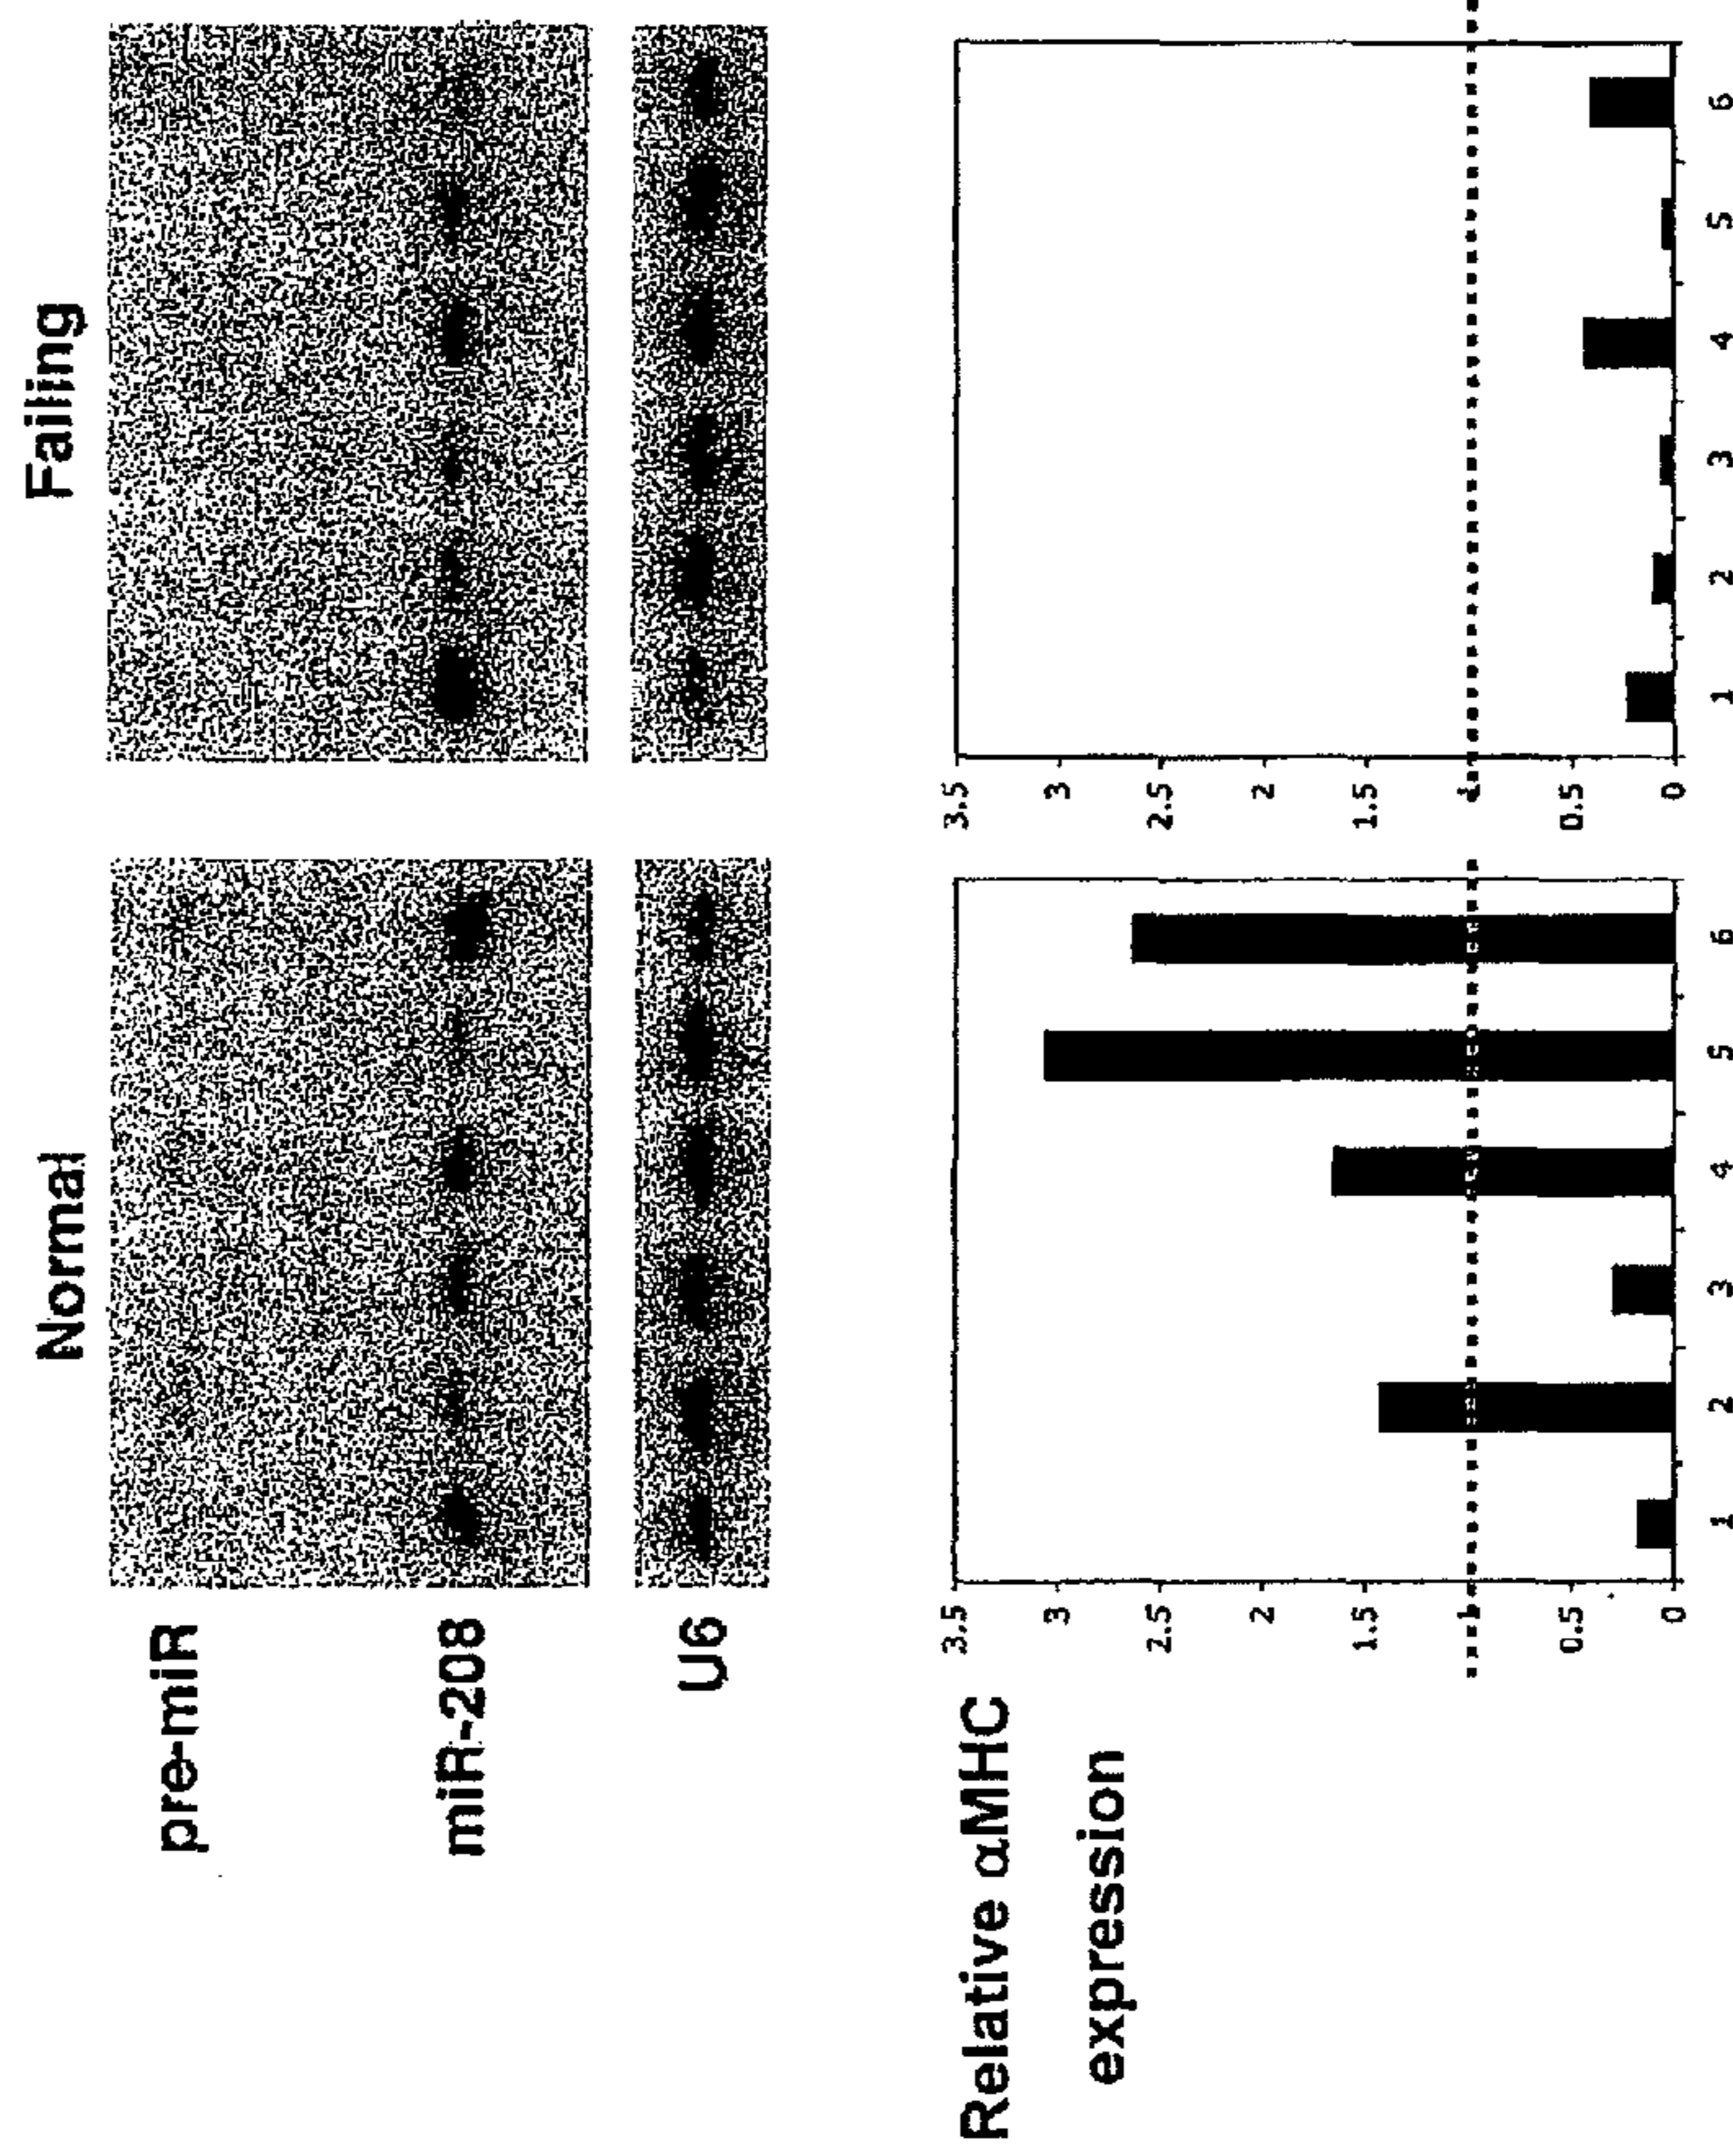 Normal Failing
pre-miR
miR-208
U6
Relative αMHC
expression
3.5 3.5
3 3
2.5 2.5
2 2
1.5 1.5
1 1
0.5 0.5
0 0
1 2 3 4 5 6 1 2 3 4 5 6